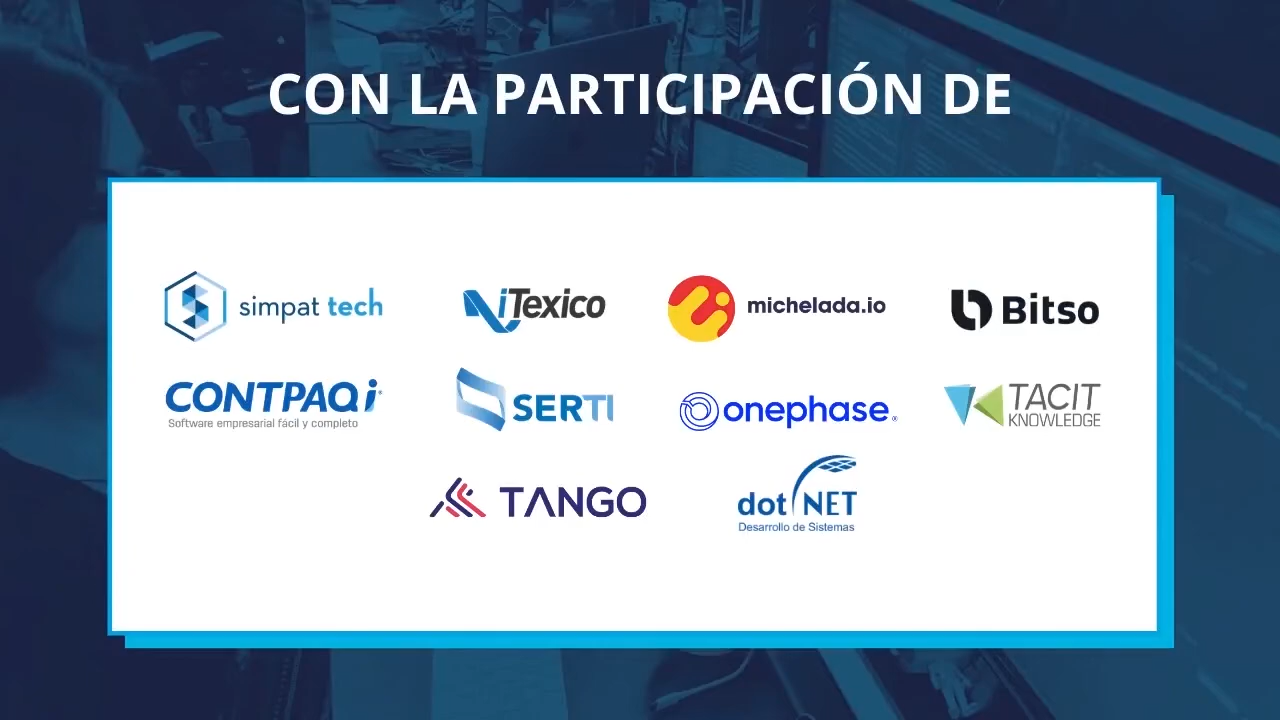 CON LA PARTICIPACIÓN DE
simpat tech
iTexico
michelada.io
Bitso
CONTPAQi®
Software empresarial fácil y completo
SERTI
onephase®
TACIT
KNOWLEDGE
TANGO
dot NET
Desarrollo de Sistemas